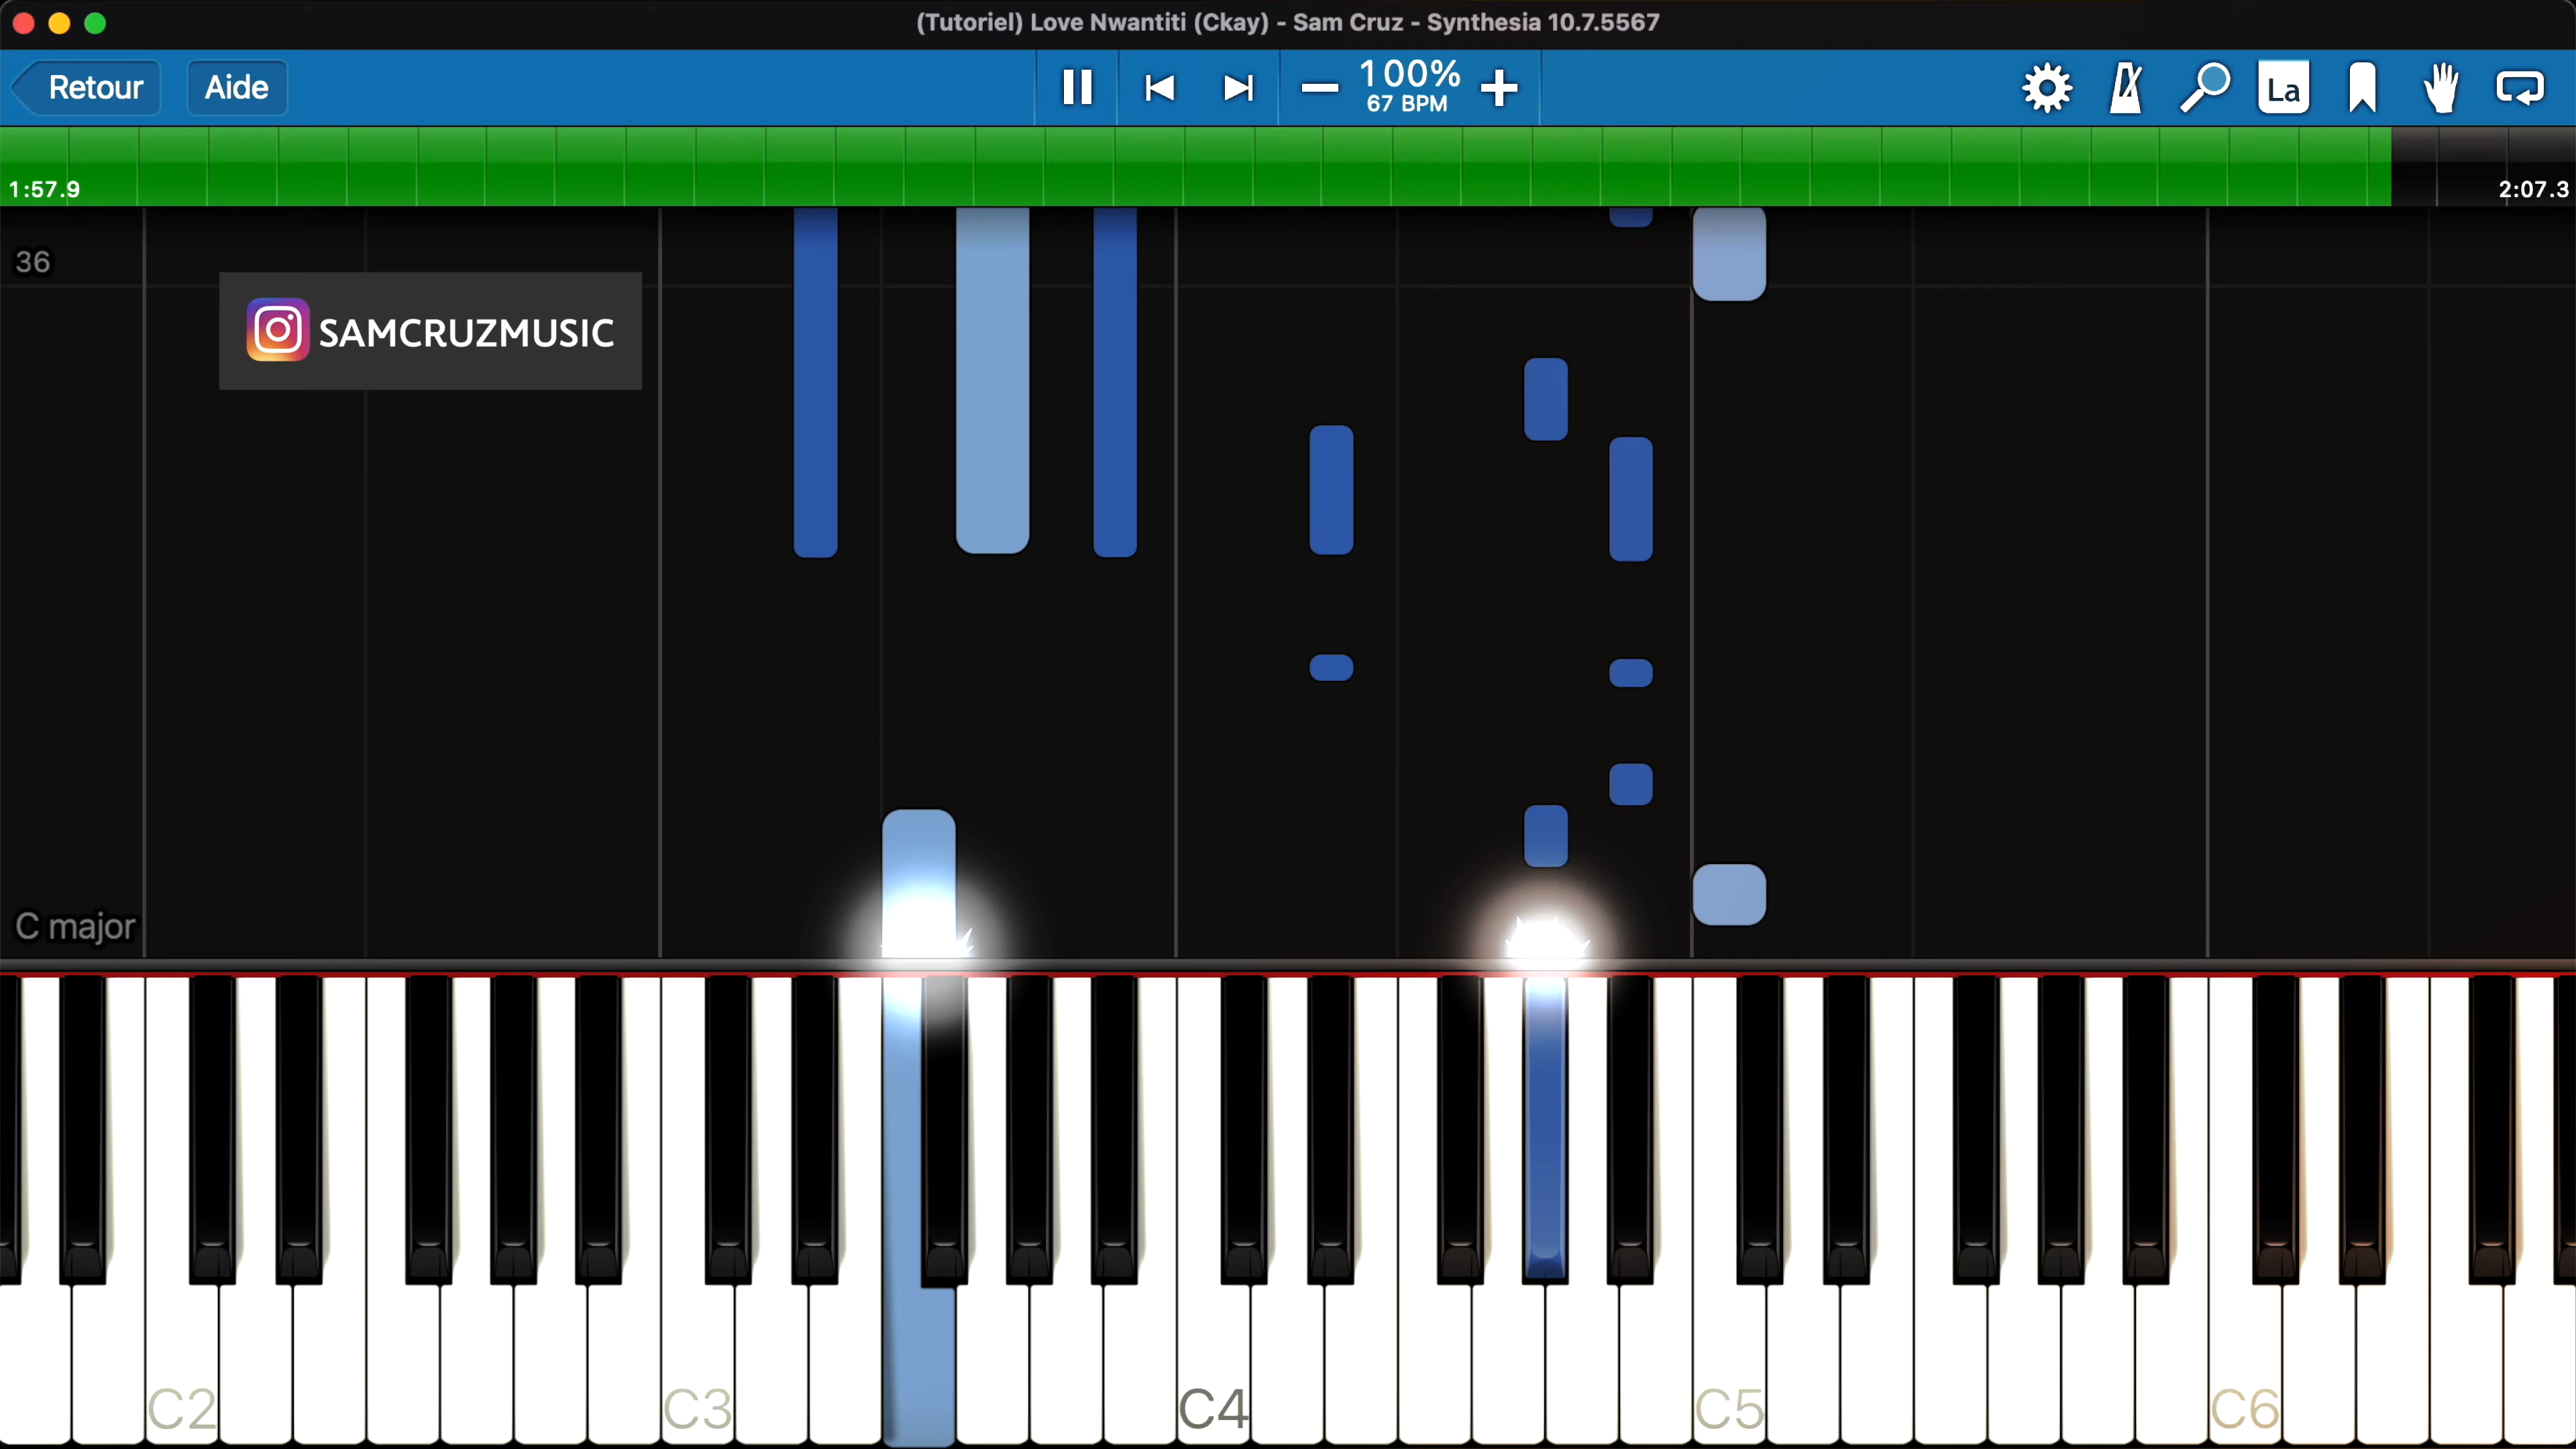 (Tutoriel) Love Nwantiti (Ckay) - Sam Cruz - Synthesia 10.7.5567
Retour
Aide
100%
67 BPM
La
1:57.9
2:07.3
36
SAMCRUZMUSIC
C major
C2
C3
C4
C5
C6